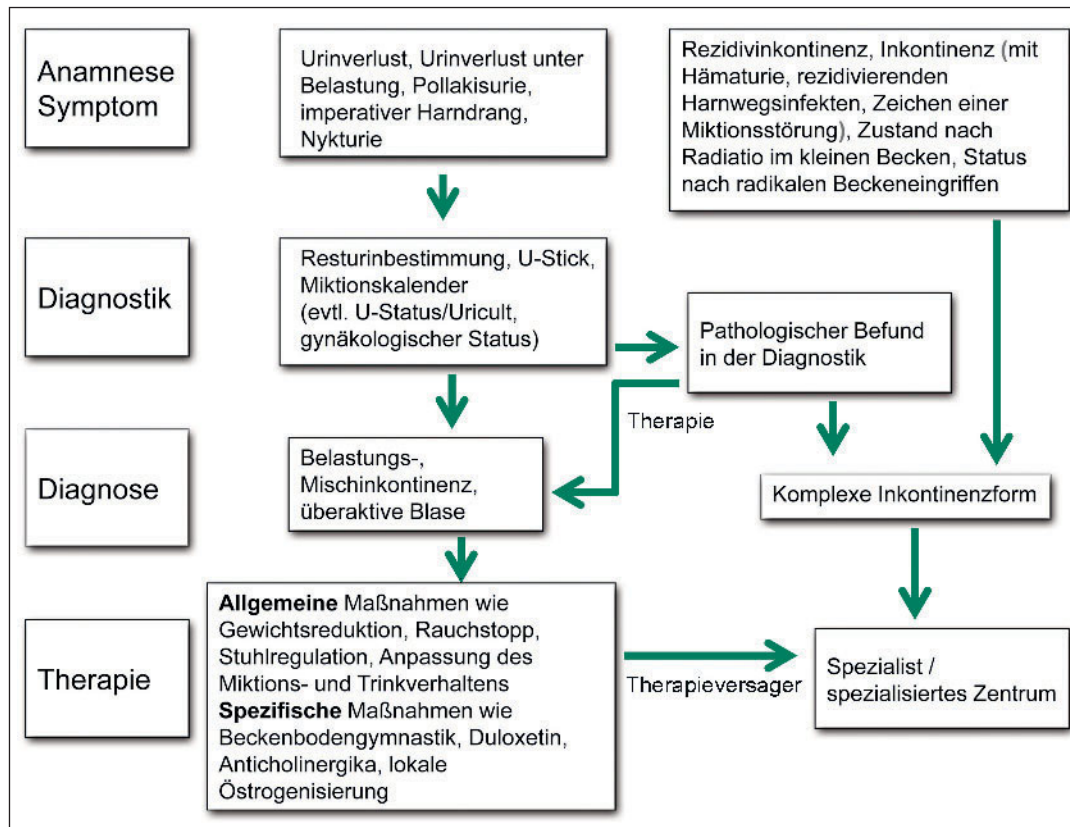 Anamnese
Symptom
Urinverlust, Urinverlust unter
Belastung, Pollakisurie,
imperativer Harndrang,
Nykturie
Rezidivinkontinenz, Inkontinenz (mit
Hämaturie, rezidivierenden
Harnwegsinfekten, Zeichen einer
Miktionsstörung), Zustand nach
Radiatio im kleinen Becken, Status
nach radikalen Beckeneingriffen
Diagnostik
Resturinbestimmung, U-Stick,
Miktionskalender
(evtl. U-Status/Uricult,
gynäkologischer Status)
Pathologischer Befund
in der Diagnostik
Therapie
Diagnose
Belastungs-,
Mischinkontinenz,
überaktive Blase
Komplexe Inkontinenzform
Therapie
Allgemeine Maßnahmen wie
Gewichtsreduktion, Rauchstopp,
Stuhlregulation, Anpassung des
Miktions- und Trinkverhaltens
Spezifische Maßnahmen wie
Beckenbodengymnastik, Duloxetin,
Anticholinergika, lokale
Östrogenisierung
Therapieversager
Spezialist /
spezialisiertes Zentrum